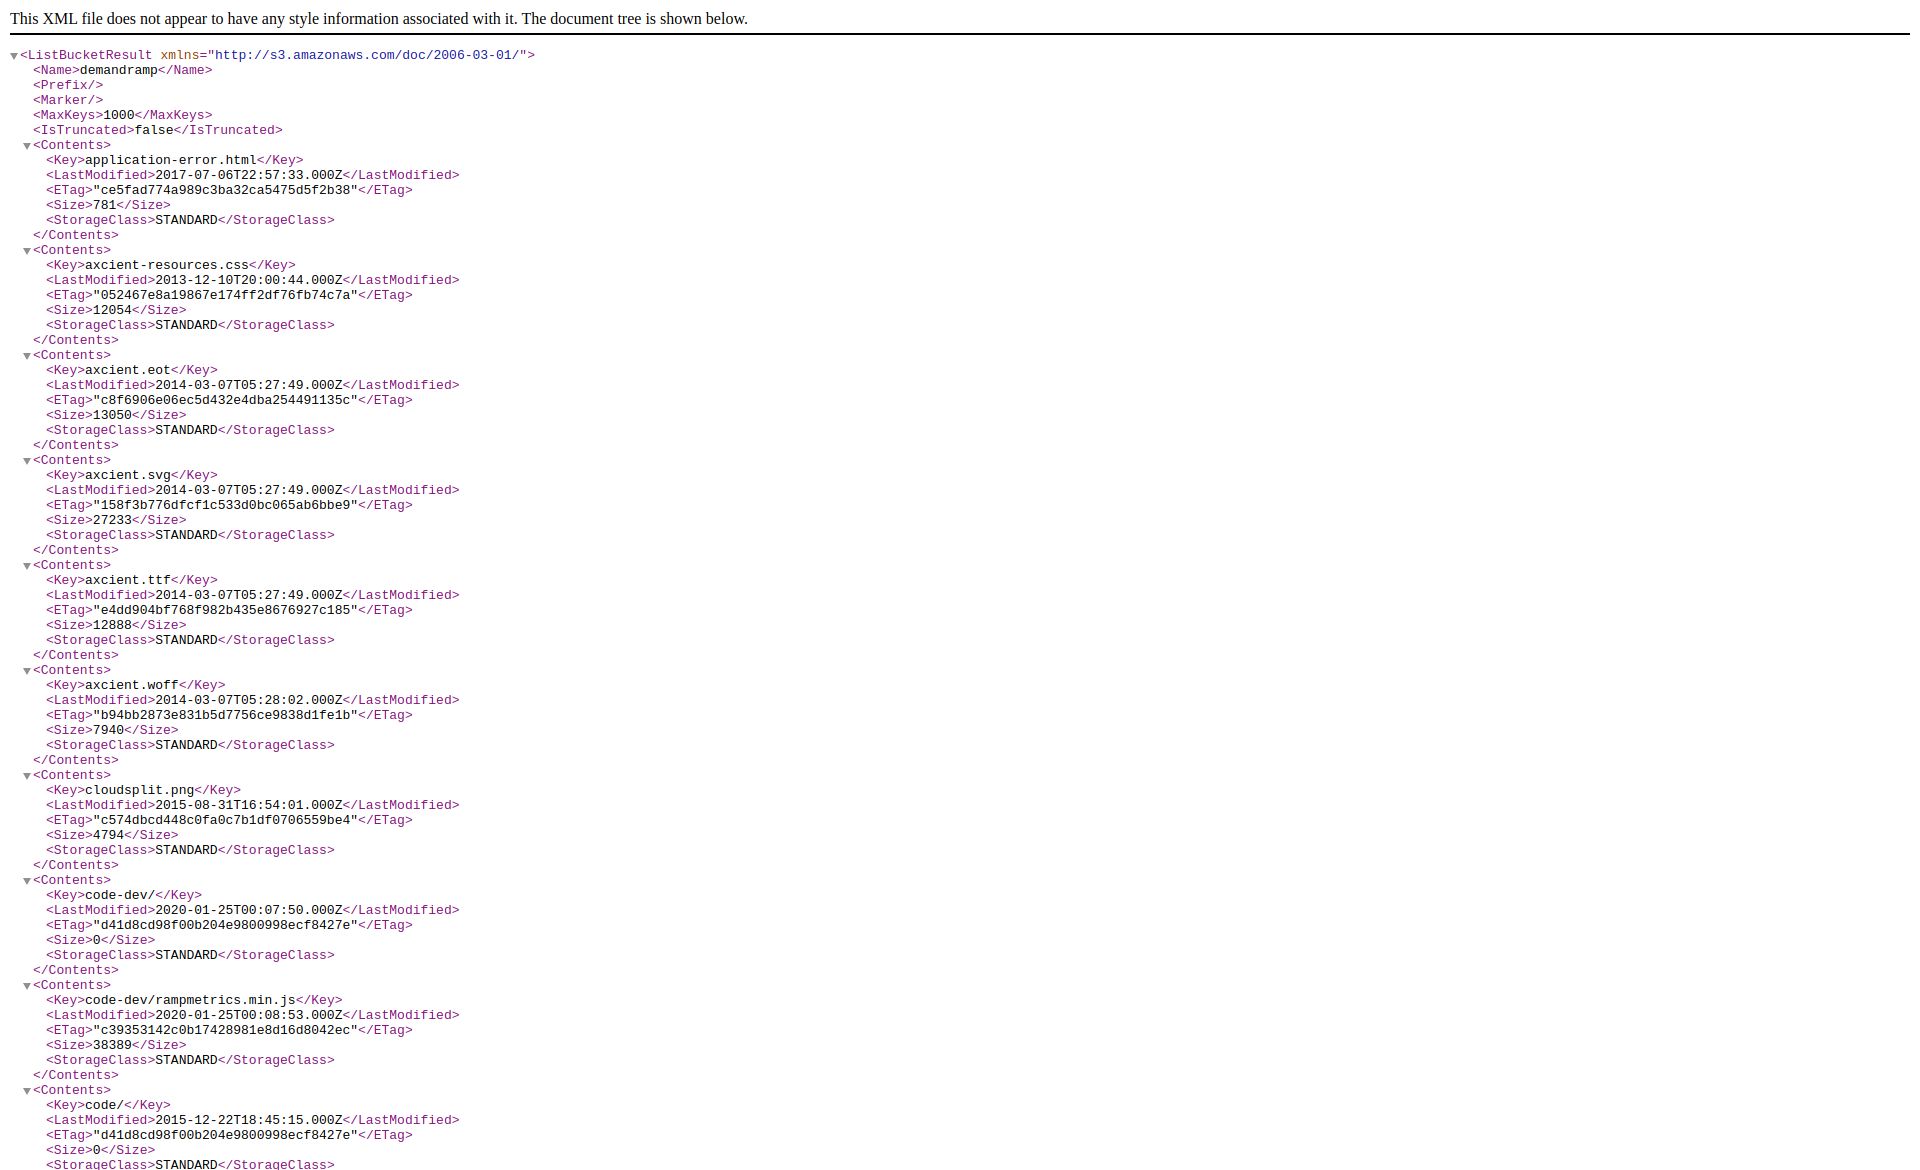 This XML file does not appear to have any style information associated with it. The document tree is shown below.
<ListBucketResult xmlns="http://s3.amazonaws.com/doc/2006-03-01/">
<Name>demandramp</Name>
<Prefix/>
<Marker/>
<MaxKeys>1000</MaxKeys>
<IsTruncated>false</IsTruncated>
<Contents>
<Key>application-error.html</Key>
<LastModified>2017-07-06T22:57:33.000Z</LastModified>
<ETag>"ce5fad774a989c3ba32ca5475d5f2b38"</ETag>
<Size>781</Size>
<StorageClass>STANDARD</StorageClass>
</Contents>
<Contents>
<Key>axcient-resources.css</Key>
<LastModified>2013-12-10T20:00:44.000Z</LastModified>
<ETag>"052467e8a19867e174ff2df76fb74c7a"</ETag>
<Size>12054</Size>
<StorageClass>STANDARD</StorageClass>
</Contents>
<Contents>
<Key>axcient.eot</Key>
<LastModified>2014-03-07T05:27:49.000Z</LastModified>
<ETag>"c8f6906e06ec5d432e4dba254491135c"</ETag>
<Size>13050</Size>
<StorageClass>STANDARD</StorageClass>
</Contents>
<Contents>
<Key>axcient.svg</Key>
<LastModified>2014-03-07T05:27:49.000Z</LastModified>
<ETag>"158f3b776dfcf1c533d0bc065ab6bbe9"</ETag>
<Size>27233</Size>
<StorageClass>STANDARD</StorageClass>
</Contents>
<Contents>
<Key>axcient.ttf</Key>
<LastModified>2014-03-07T05:27:49.000Z</LastModified>
<ETag>"e4dd904bf768f982b435e8676927c185"</ETag>
<Size>12888</Size>
<StorageClass>STANDARD</StorageClass>
</Contents>
<Contents>
<Key>axcient.woff</Key>
<LastModified>2014-03-07T05:28:02.000Z</LastModified>
<ETag>"b94bb2873e831b5d7756ce9838d1fe1b"</ETag>
<Size>7940</Size>
<StorageClass>STANDARD</StorageClass>
</Contents>
<Contents>
<Key>cloudsplit.png</Key>
<LastModified>2015-08-31T16:54:01.000Z</LastModified>
<ETag>"c574dbcd448c0fa0c7b1df0706559be4"</ETag>
<Size>4794</Size>
<StorageClass>STANDARD</StorageClass>
</Contents>
<Contents>
<Key>code-dev/</Key>
<LastModified>2020-01-25T00:07:50.000Z</LastModified>
<ETag>"d41d8cd98f00b204e9800998ecf8427e"</ETag>
<Size>0</Size>
<StorageClass>STANDARD</StorageClass>
</Contents>
<Contents>
<Key>code-dev/rampmetrics.min.js</Key>
<LastModified>2020-01-25T00:08:53.000Z</LastModified>
<ETag>"c39353142c0b17428981e8d16d8042ec"</ETag>
<Size>38389</Size>
<StorageClass>STANDARD</StorageClass>
</Contents>
<Contents>
<Key>code/</Key>
<LastModified>2015-12-22T18:45:15.000Z</LastModified>
<ETag>"d41d8cd98f00b204e9800998ecf8427e"</ETag>
<Size>0</Size>
<StorageClass>STANDARD</StorageClass>